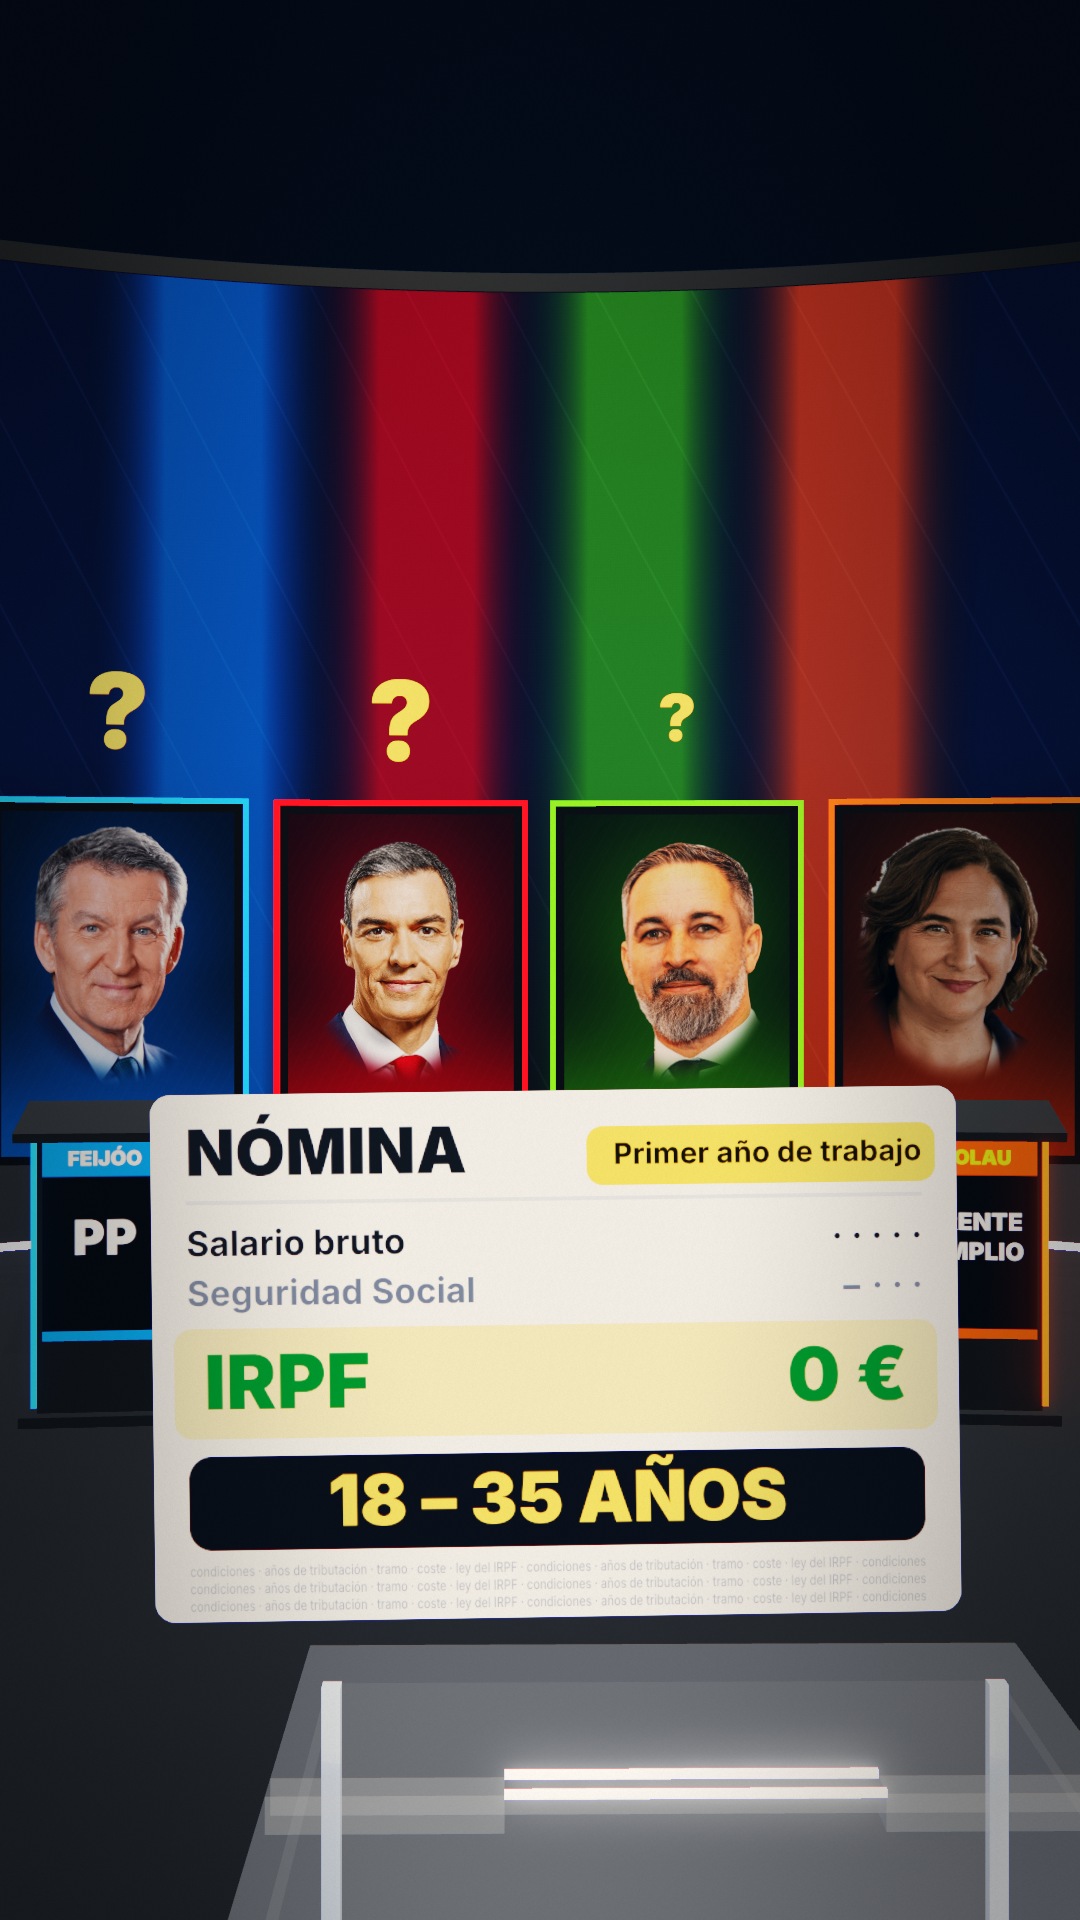 ? ? ?
FEIJÓO
PP
OLAU
ENTE
MPLIO
NÓMINA
Primer año de trabajo
Salario bruto · · · · ·
Seguridad Social – · · ·
IRPF 0 €
18 – 35 AÑOS
condiciones · años de tributación · tramo · coste · ley del IRPF · condiciones · años de tributación · tramo · coste · ley del IRPF · condiciones
condiciones · años de tributación · tramo · coste · ley del IRPF · condiciones · años de tributación · tramo · coste · ley del IRPF · condiciones
condiciones · años de tributación · tramo · coste · ley del IRPF · condiciones · años de tributación · tramo · coste · ley del IRPF · condiciones